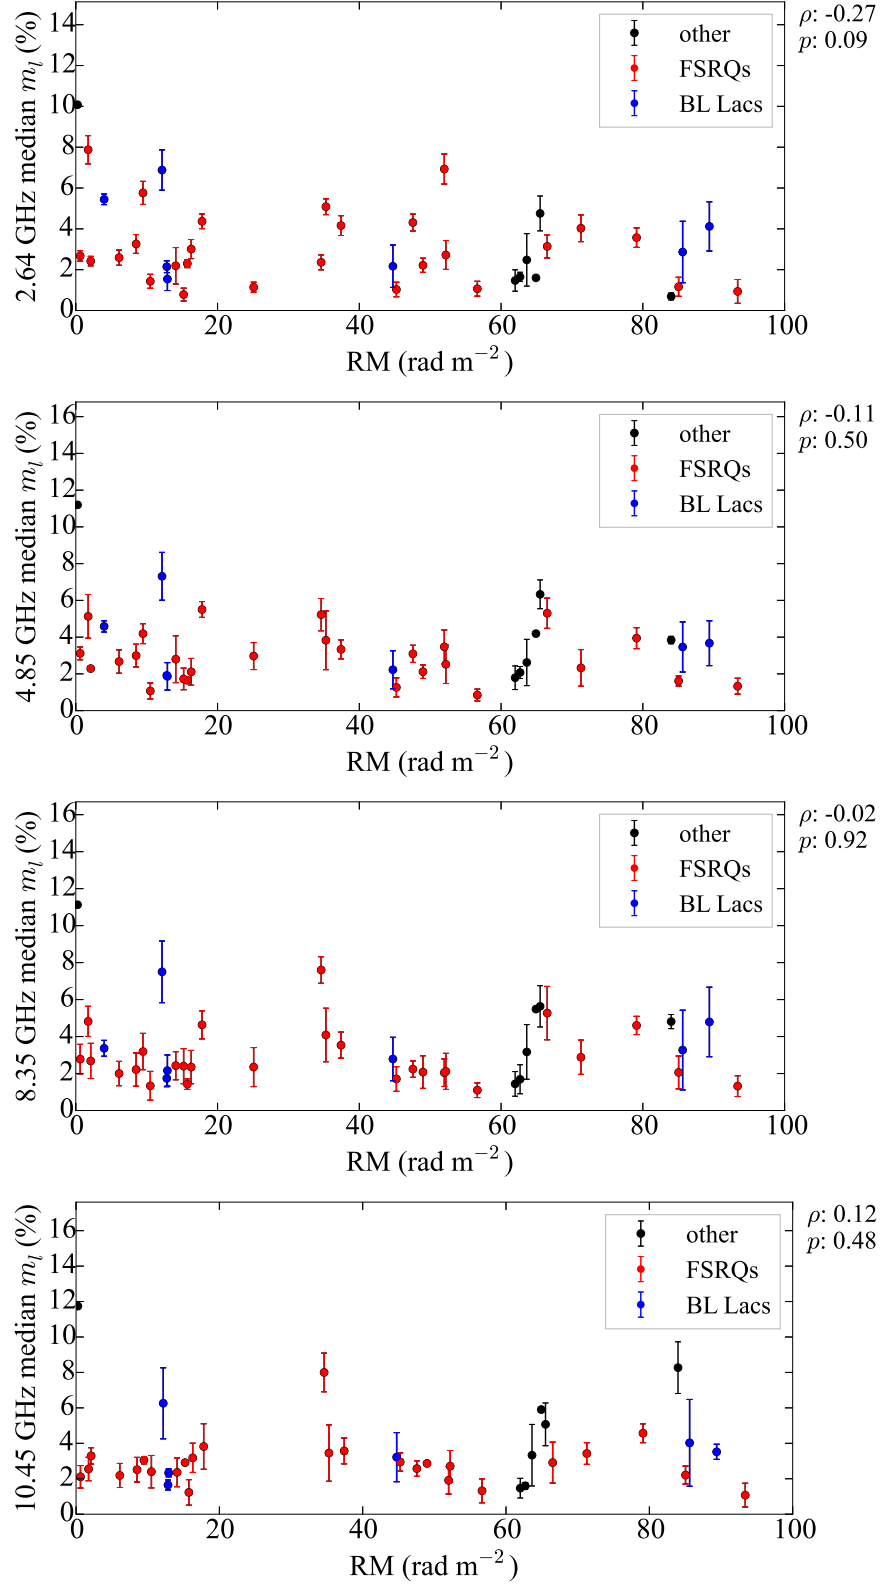 ρ: -0.27
p: 0.09
14
12
10
8
6
4
2
0
2.64 GHz median m_l (%)
other
FSRQs
BL Lacs
0 20 40 60 80 100
RM (rad m⁻²)
ρ: -0.11
p: 0.50
16
14
12
10
8
6
4
2
0
4.85 GHz median m_l (%)
other
FSRQs
BL Lacs
0 20 40 60 80 100
RM (rad m⁻²)
ρ: -0.02
p: 0.92
16
14
12
10
8
6
4
2
0
8.35 GHz median m_l (%)
other
FSRQs
BL Lacs
0 20 40 60 80 100
RM (rad m⁻²)
ρ: 0.12
p: 0.48
16
14
12
10
8
6
4
2
0
10.45 GHz median m_l (%)
other
FSRQs
BL Lacs
0 20 40 60 80 100
RM (rad m⁻²)